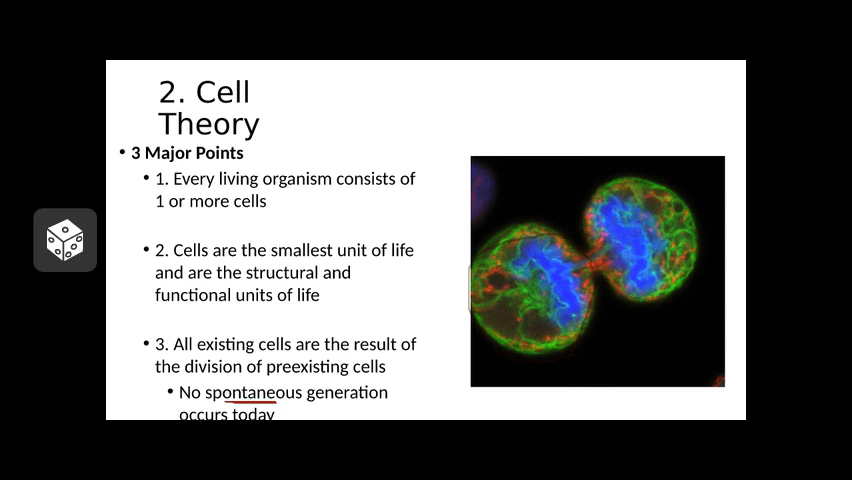 2. Cell
Theory
• 3 Major Points
• 1. Every living organism consists of
1 or more cells
• 2. Cells are the smallest unit of life
and are the structural and
functional units of life
• 3. All existing cells are the result of
the division of preexisting cells
• No spontaneous generation
occurs today